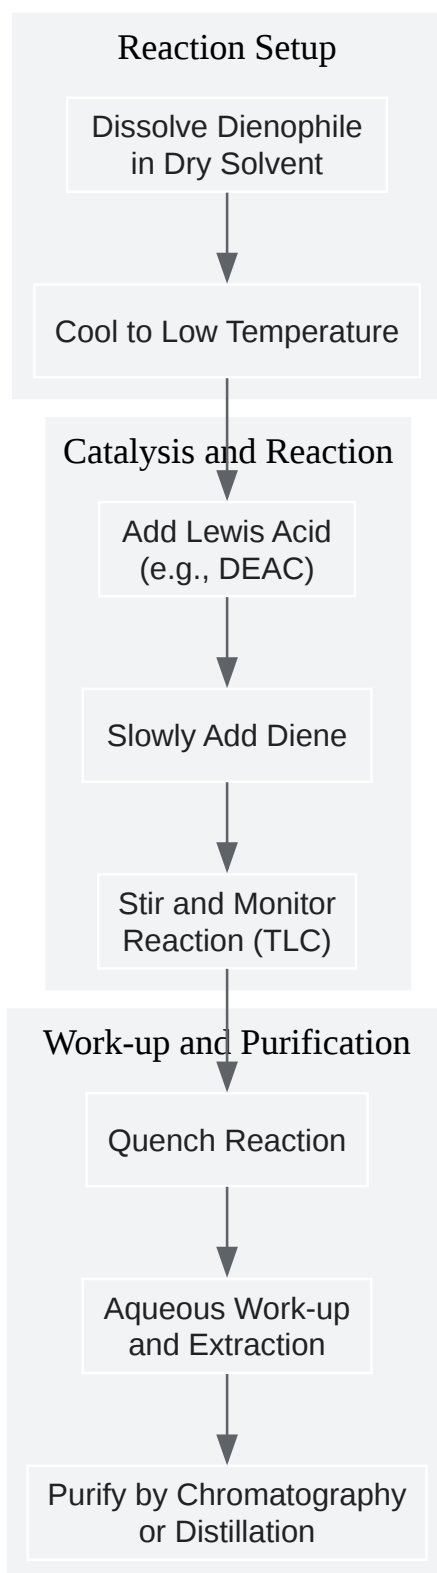 Reaction Setup
Dissolve Dienophile
in Dry Solvent
Cool to Low Temperature
Catalysis and Reaction
Add Lewis Acid
(e.g., DEAC)
Slowly Add Diene
Stir and Monitor
Reaction (TLC)
Work-up and Purification
Quench Reaction
Aqueous Work-up
and Extraction
Purify by Chromatography
or Distillation